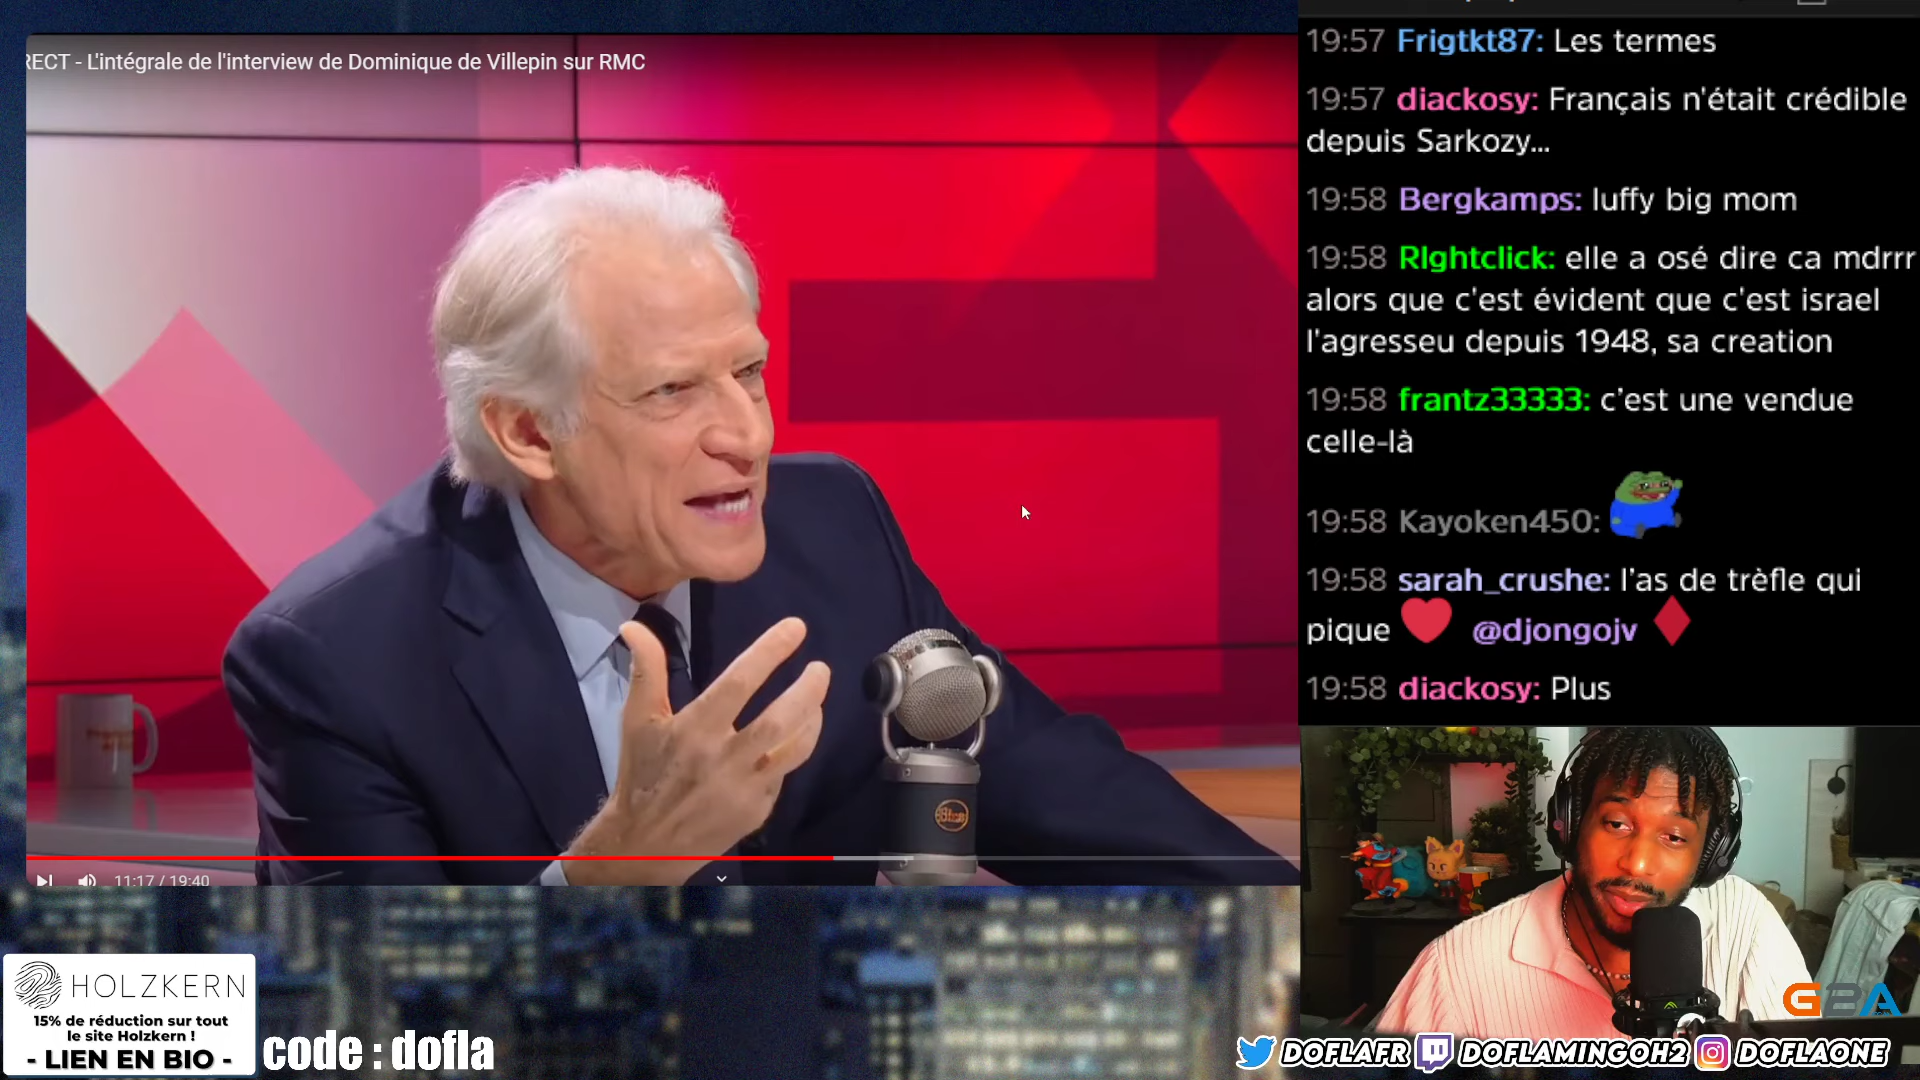 RECT - L'intégrale de l'interview de Dominique de Villepin sur RMC
19:57 Frigtkt87: Les termes
19:57 diackosy: Français n'était crédible
depuis Sarkozy...
19:58 Bergkamps: luffy big mom
19:58 RIghtclick: elle a osé dire ca mdrrr
alors que c'est évident que c'est israel
l'agresseu depuis 1948, sa creation
19:58 frantz33333: c'est une vendue
celle-là
19:58 Kayoken450:
19:58 sarah_crushe: l'as de trèfle qui
pique @djongojv
19:58 diackosy: Plus
Blue
11:17 / 19:40
HOLZKERN
15% de réduction sur tout
le site Holzkern !
- LIEN EN BIO -
code : dofla
GBA
DOFLAFR DOFLAMINGOH2 DOFLAONE